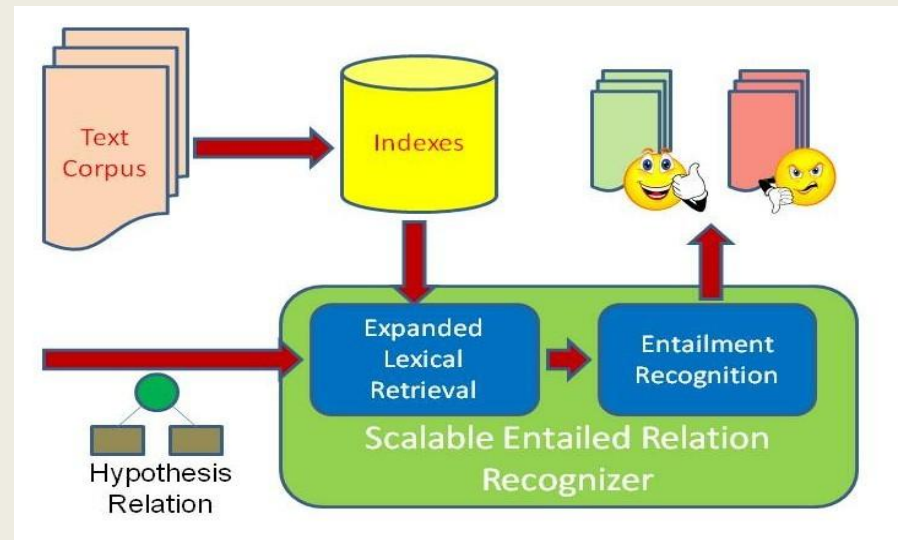 Text
Corpus
Indexes
Expanded
Lexical
Retrieval
Entailment
Recognition
Scalable Entailed Relation
Recognizer
Hypothesis
Relation